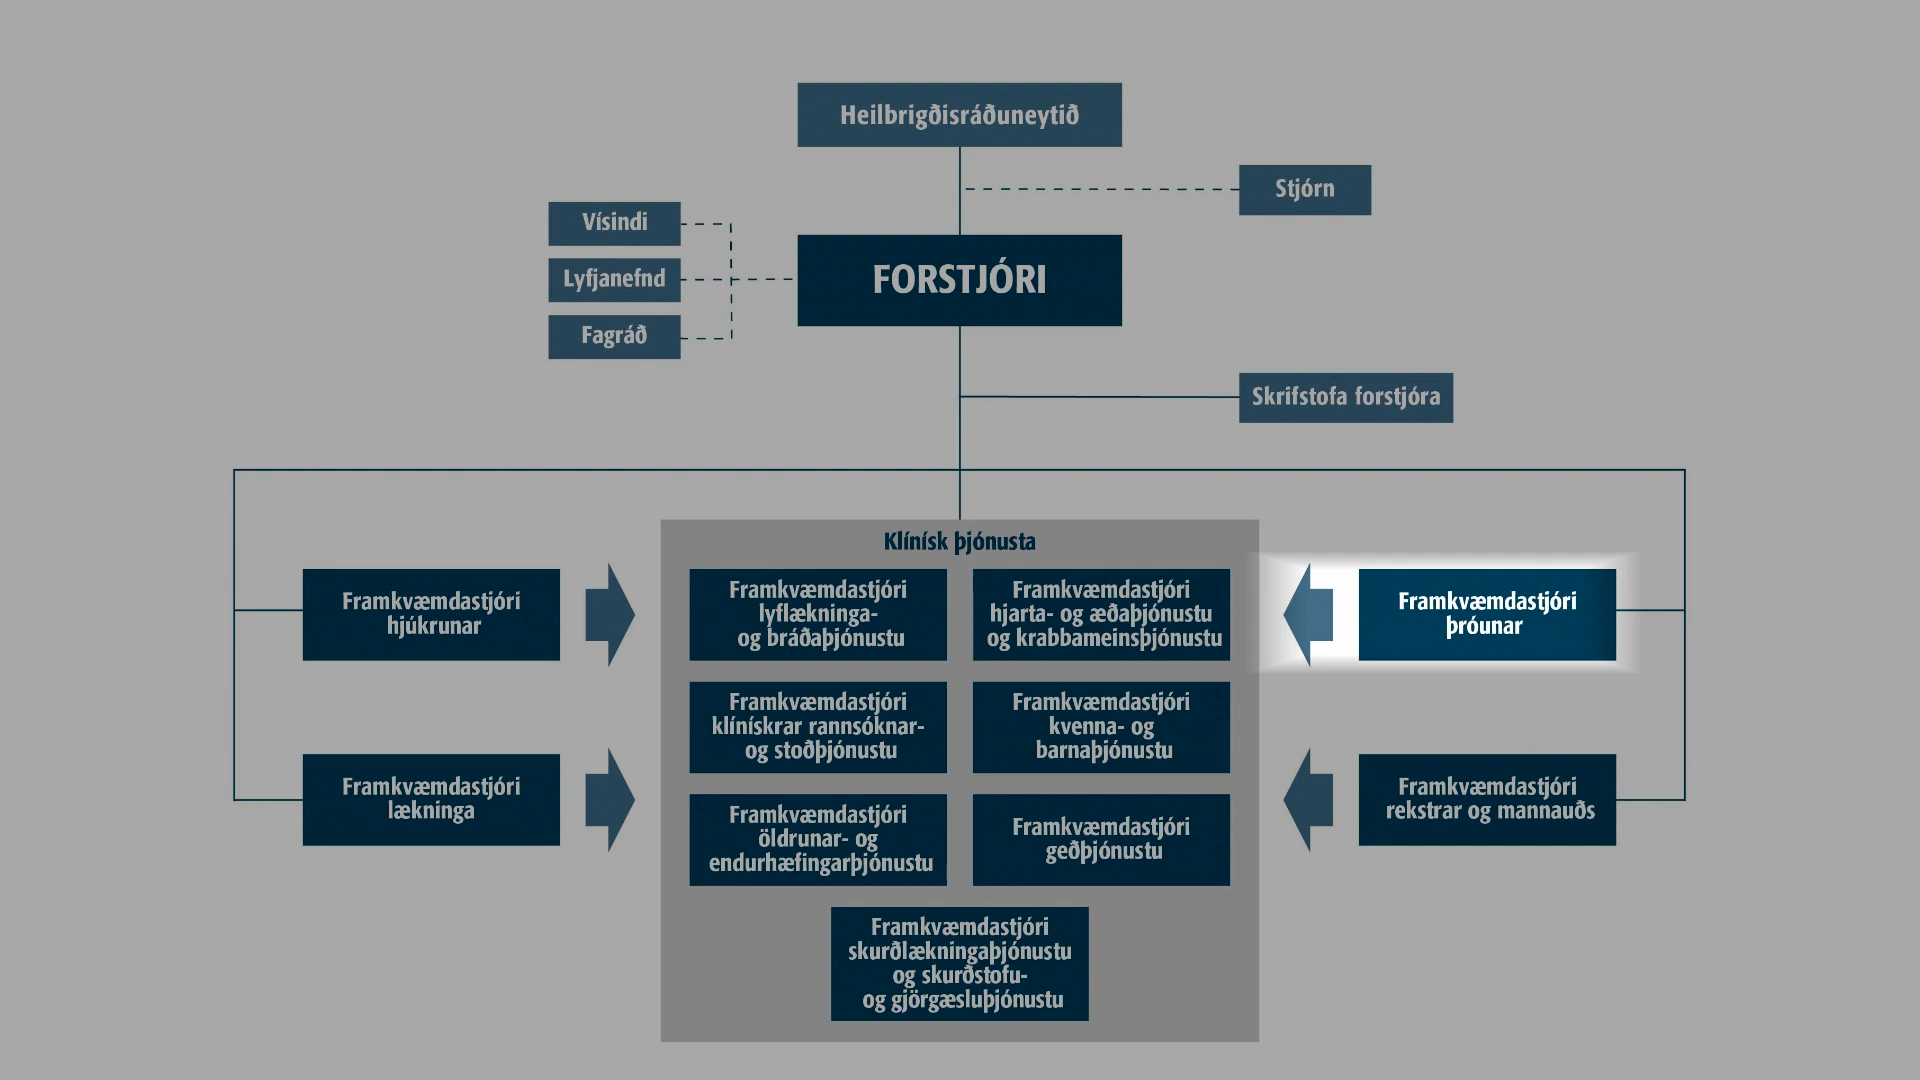 Heilbrigðisráðuneytið
Stjórn
Vísindi
Lyfjanefnd
Fagráð
FORSTJÓRI
Skrifstofa forstjóra
Klínísk þjónusta
Framkvæmdastjóri
hjúkrunar
Framkvæmdastjóri
lyflækninga-
og bráðaþjónustu
Framkvæmdastjóri
hjarta- og æðaþjónustu
og krabbameinsþjónustu
Framkvæmdastjóri
þróunar
Framkvæmdastjóri
klínískrar rannsóknar-
og stoðþjónustu
Framkvæmdastjóri
kvenna- og
barnaþjónustu
Framkvæmdastjóri
lækninga
Framkvæmdastjóri
öldrunar- og
endurhæfingarþjónustu
Framkvæmdastjóri
geðþjónustu
Framkvæmdastjóri
rekstrar og mannauðs
Framkvæmdastjóri
skurðlækningaþjónustu
og skurðstofu-
og gjörgæsluþjónustu